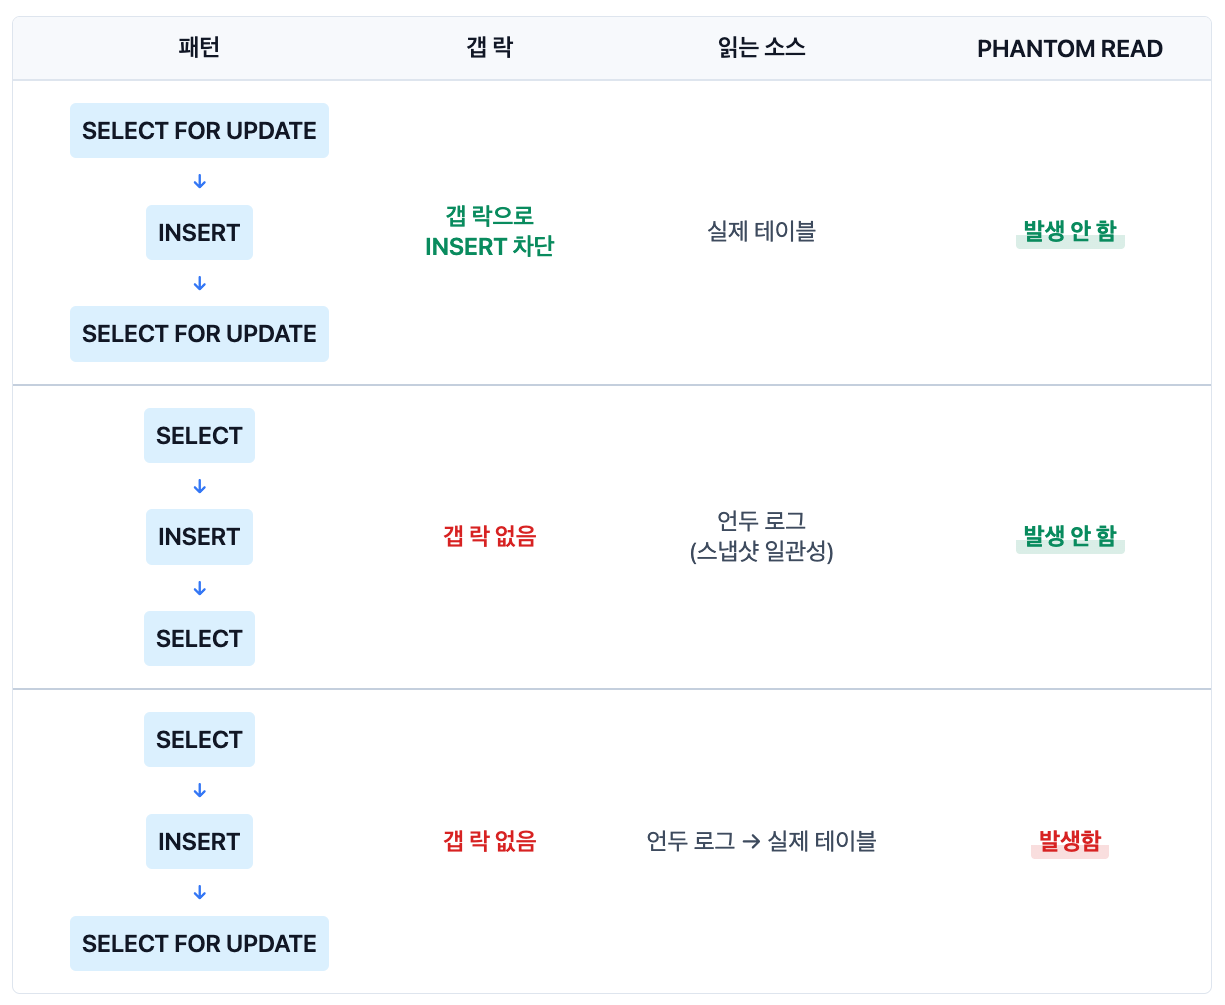 패턴
갭 락
읽는 소스
PHANTOM READ
SELECT FOR UPDATE
↓
INSERT
↓
SELECT FOR UPDATE
갭 락으로
INSERT 차단
실제 테이블
발생 안 함
SELECT
↓
INSERT
↓
SELECT
갭 락 없음
언두 로그
(스냅샷 일관성)
발생 안 함
SELECT
↓
INSERT
↓
SELECT FOR UPDATE
갭 락 없음
언두 로그 → 실제 테이블
발생함